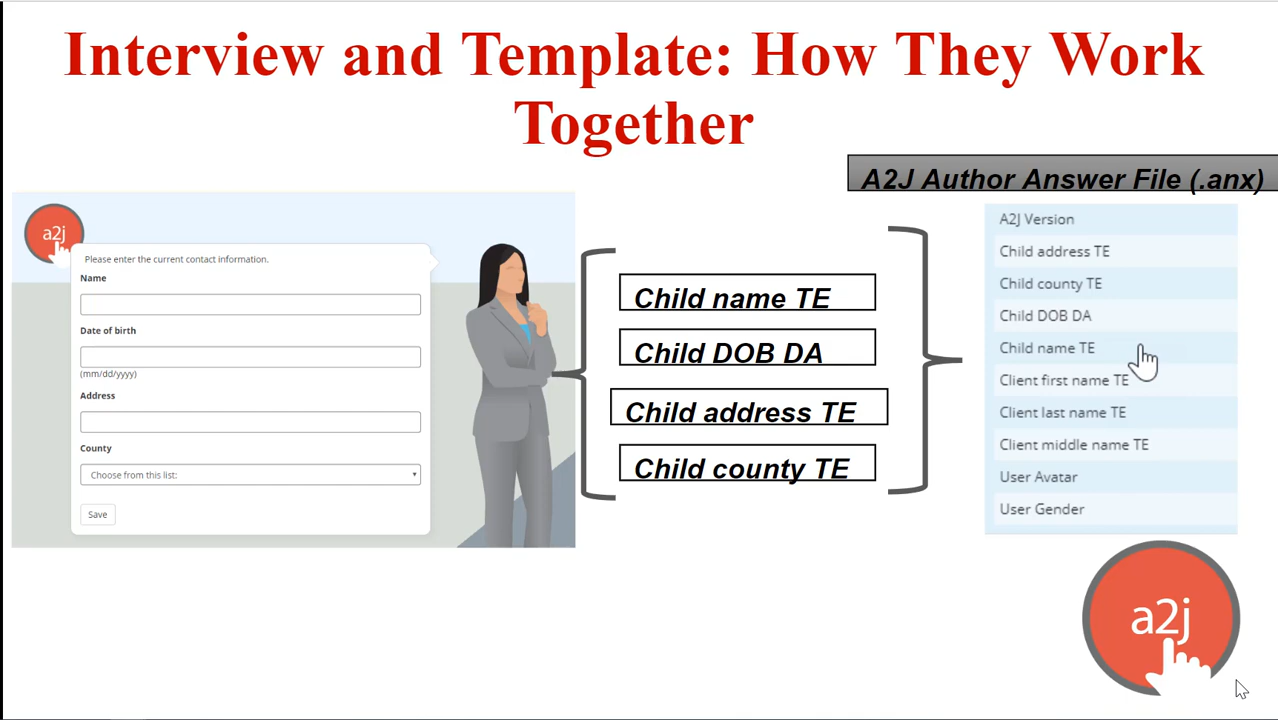 Interview and Template: How They Work
Together
A2J Author Answer File (.anx)
a2j
Please enter the current contact information.
Name
Date of birth
(mm/dd/yyyy)
Address
County
Choose from this list:
Save
Child name TE
Child DOB DA
Child address TE
Child county TE
A2J Version
Child address TE
Child county TE
Child DOB DA
Child name TE
Client first name TE
Client last name TE
Client middle name TE
User Avatar
User Gender
a2j